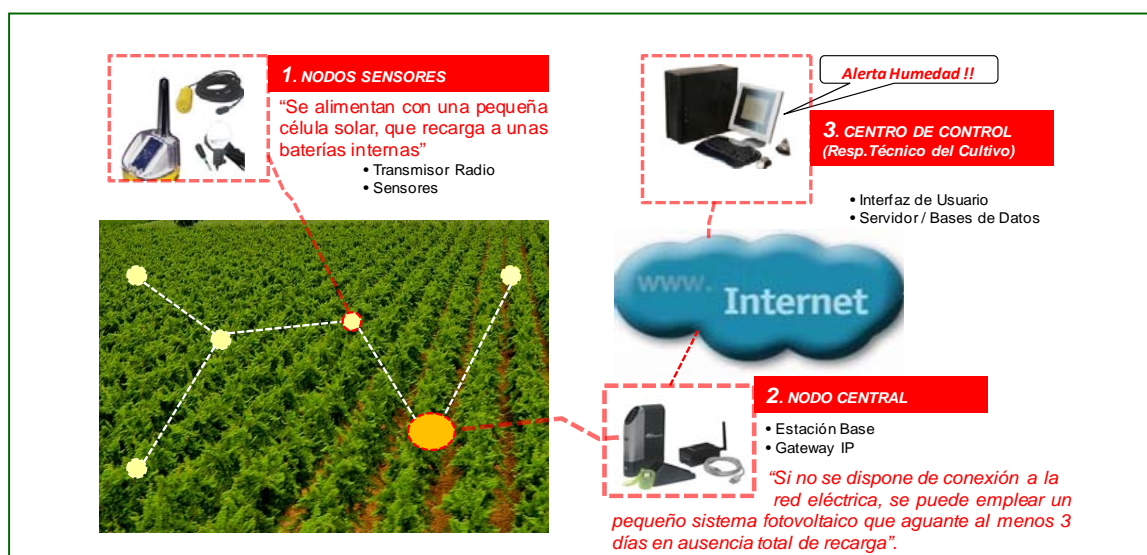 1. NODOS SENSORES
“Se alimentan con una pequeña
célula solar, que recarga a unas
baterías internas”
• Transmisor Radio
• Sensores
Alerta Humedad !!
3. CENTRO DE CONTROL
(Resp.Técnico del Cultivo)
• Interfaz de Usuario
• Servidor / Bases de Datos
www.
Internet
2. NODO CENTRAL
• Estación Base
• Gateway IP
“Si no se dispone de conexión a la
red eléctrica, se puede emplear un
pequeño sistema fotovoltaico que aguante al menos 3
días en ausencia total de recarga”.